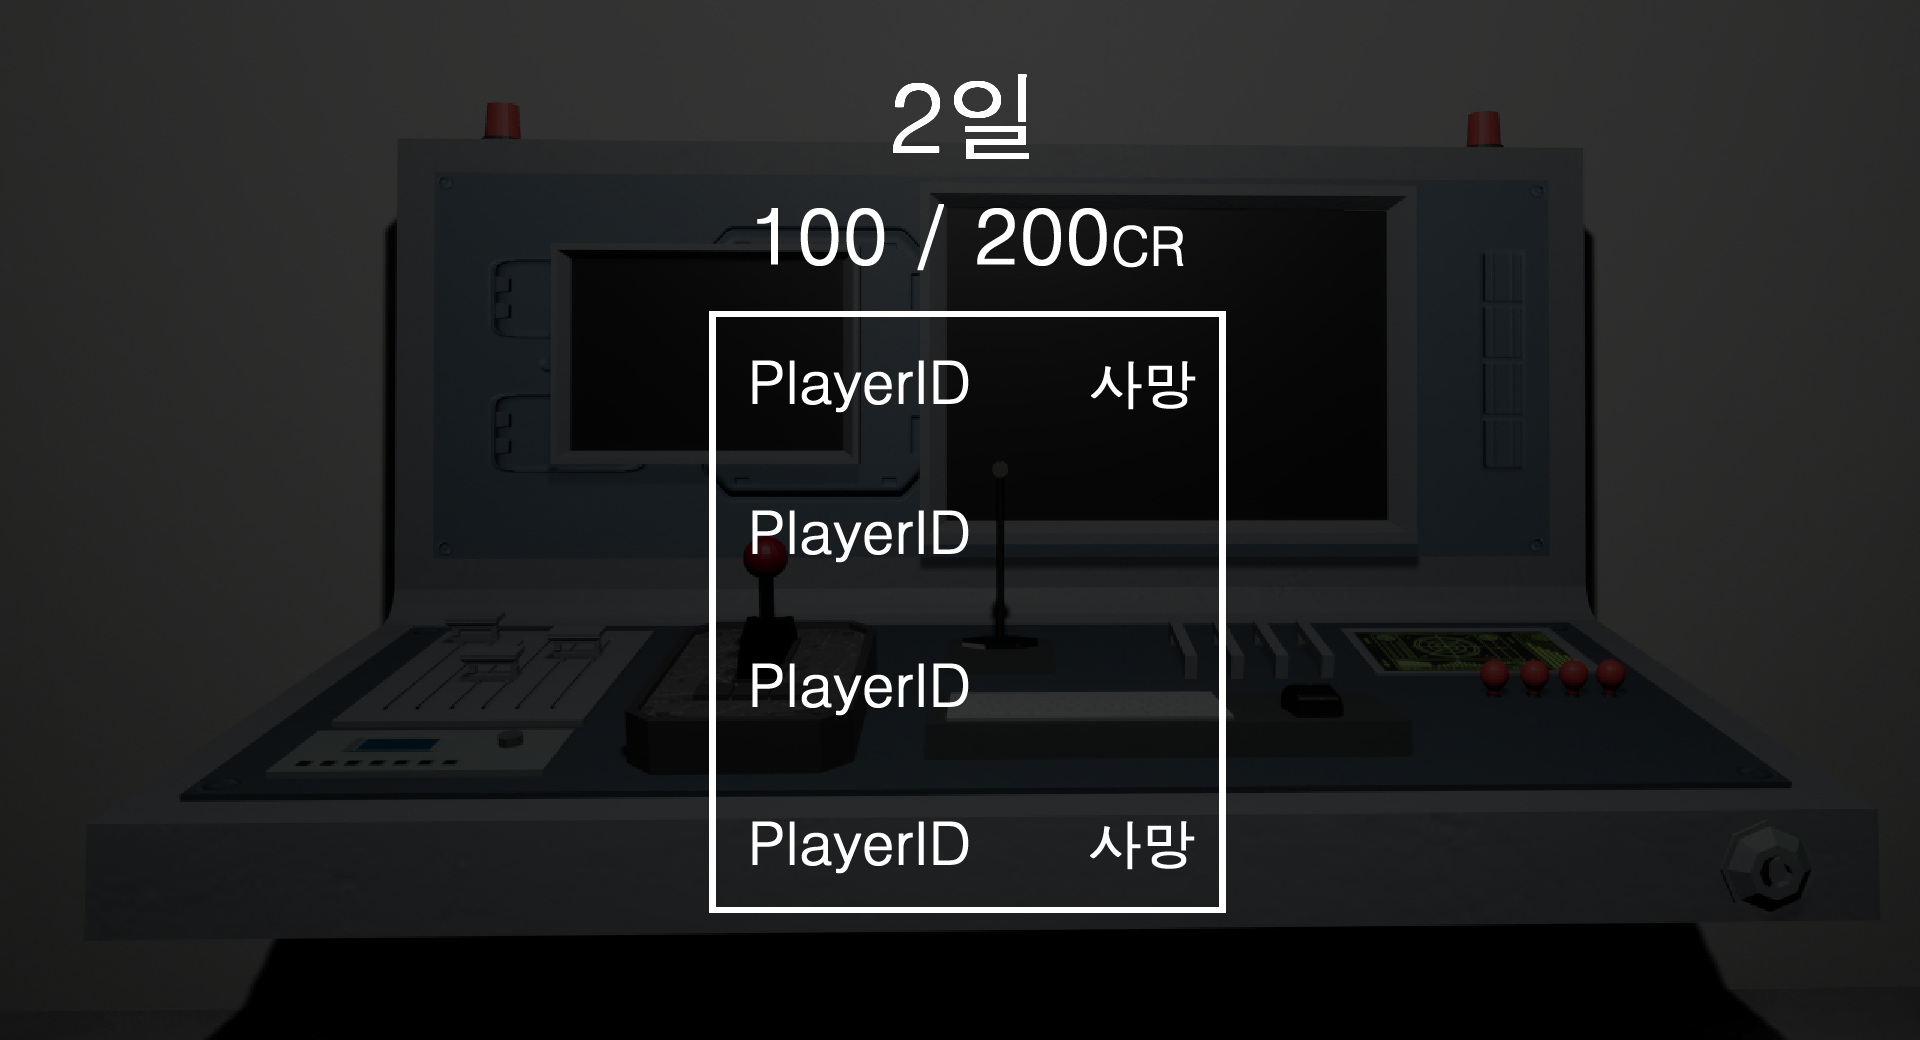 2일
100 / 200CR
PlayerID 사망
PlayerID
PlayerID
PlayerID 사망